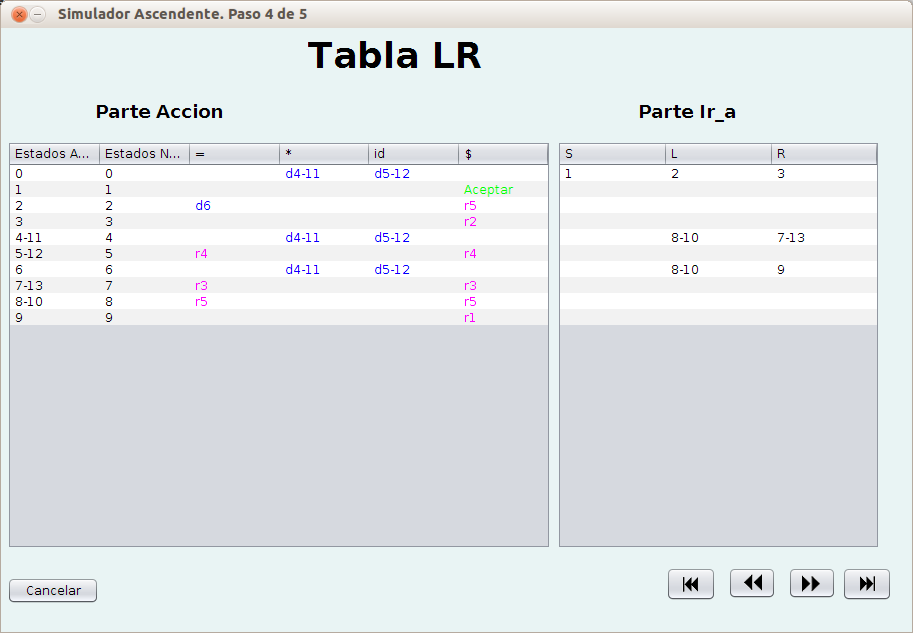 Simulador Ascendente. Paso 4 de 5
Tabla LR
Parte Accion Parte Ir_a
Estados A... Estados N... = * id $ S L R
0 0 d4-11 d5-12 1 2 3
1 1 Aceptar
2 2 d6 r5
3 3 r2
4-11 4 d4-11 d5-12 8-10 7-13
5-12 5 r4 r4
6 6 d4-11 d5-12 8-10 9
7-13 7 r3 r3
8-10 8 r5 r5
9 9 r1
Cancelar